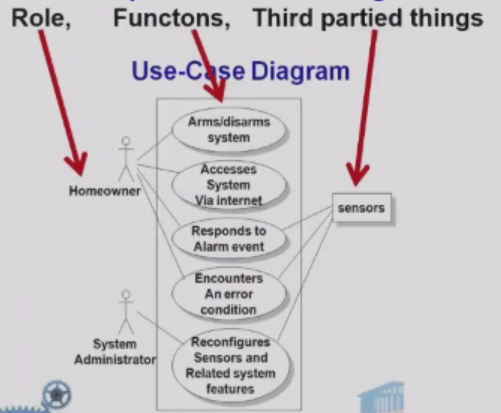 Role, Functons, Third partied things
Use-Case Diagram
Arms/disarms
system
Accesses
System
Via internet
Homeowner
sensors
Responds to
Alarm event
Encounters
An error
condition
System
Administrator
Reconfigures
Sensors and
Related system
features